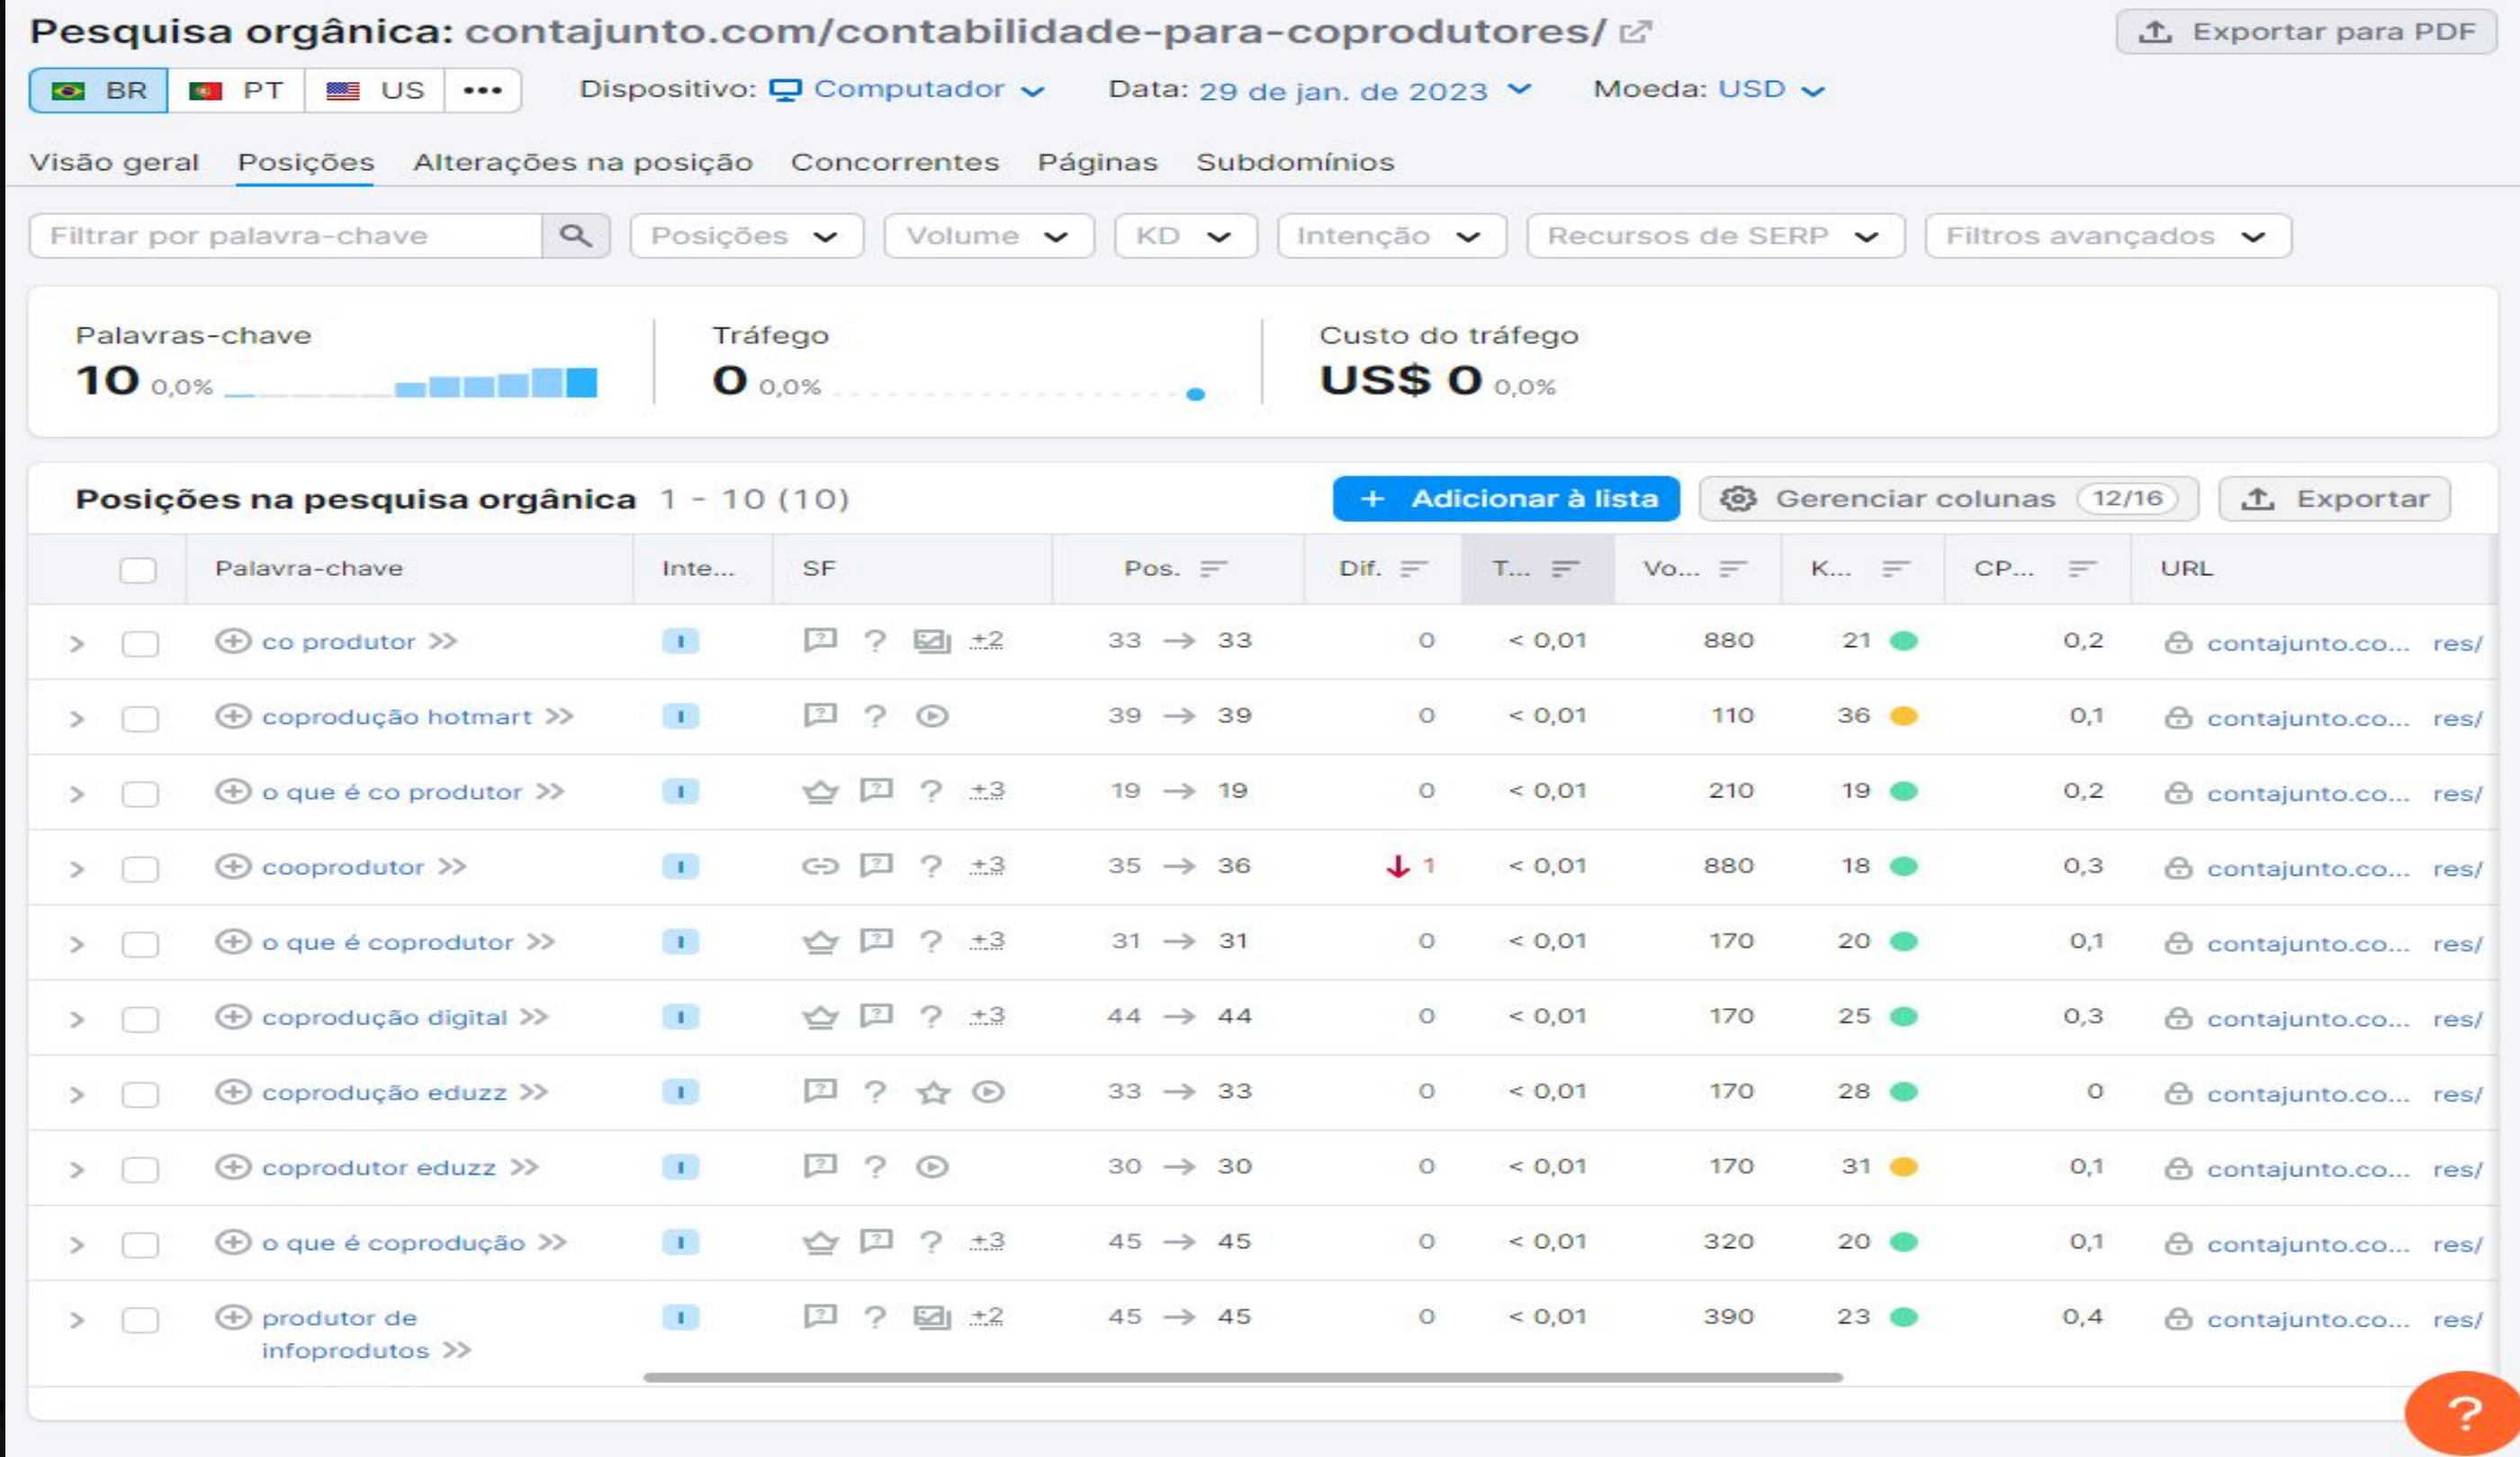 Pesquisa orgânica: contajunto.com/contabilidade-para-coprodutores/ Exportar para PDF
BR PT US ••• Dispositivo: Computador Data: 29 de jan. de 2023 Moeda: USD
Visão geral Posições Alterações na posição Concorrentes Páginas Subdomínios
Filtrar por palavra-chave Posições Volume KD Intenção Recursos de SERP Filtros avançados
Palavras-chave Tráfego Custo do tráfego
10 0,0% 0 0,0% US$ 0 0,0%
Posições na pesquisa orgânica 1 - 10 (10) + Adicionar à lista Gerenciar colunas 12/16 Exportar
Palavra-chave Inte... SF Pos. Dif. T... Vo... K... CP... URL
co produtor >> I ? ? +2 33 → 33 0 < 0,01 880 21 0,2 contajunto.co... res/
coprodução hotmart >> I ? ? 39 → 39 0 < 0,01 110 36 0,1 contajunto.co... res/
o que é co produtor >> I ? ? +3 19 → 19 0 < 0,01 210 19 0,2 contajunto.co... res/
cooprodutor >> I ? ? +3 35 → 36 ↓ 1 < 0,01 880 18 0,3 contajunto.co... res/
o que é coprodutor >> I ? ? +3 31 → 31 0 < 0,01 170 20 0,1 contajunto.co... res/
coprodução digital >> I ? ? +3 44 → 44 0 < 0,01 170 25 0,3 contajunto.co... res/
coprodução eduzz >> I ? ? 33 → 33 0 < 0,01 170 28 0 contajunto.co... res/
coprodutor eduzz >> I ? ? 30 → 30 0 < 0,01 170 31 0,1 contajunto.co... res/
o que é coprodução >> I ? ? +3 45 → 45 0 < 0,01 320 20 0,1 contajunto.co... res/
produtor de I ? ? +2 45 → 45 0 < 0,01 390 23 0,4 contajunto.co... res/
infoprodutos >>
?